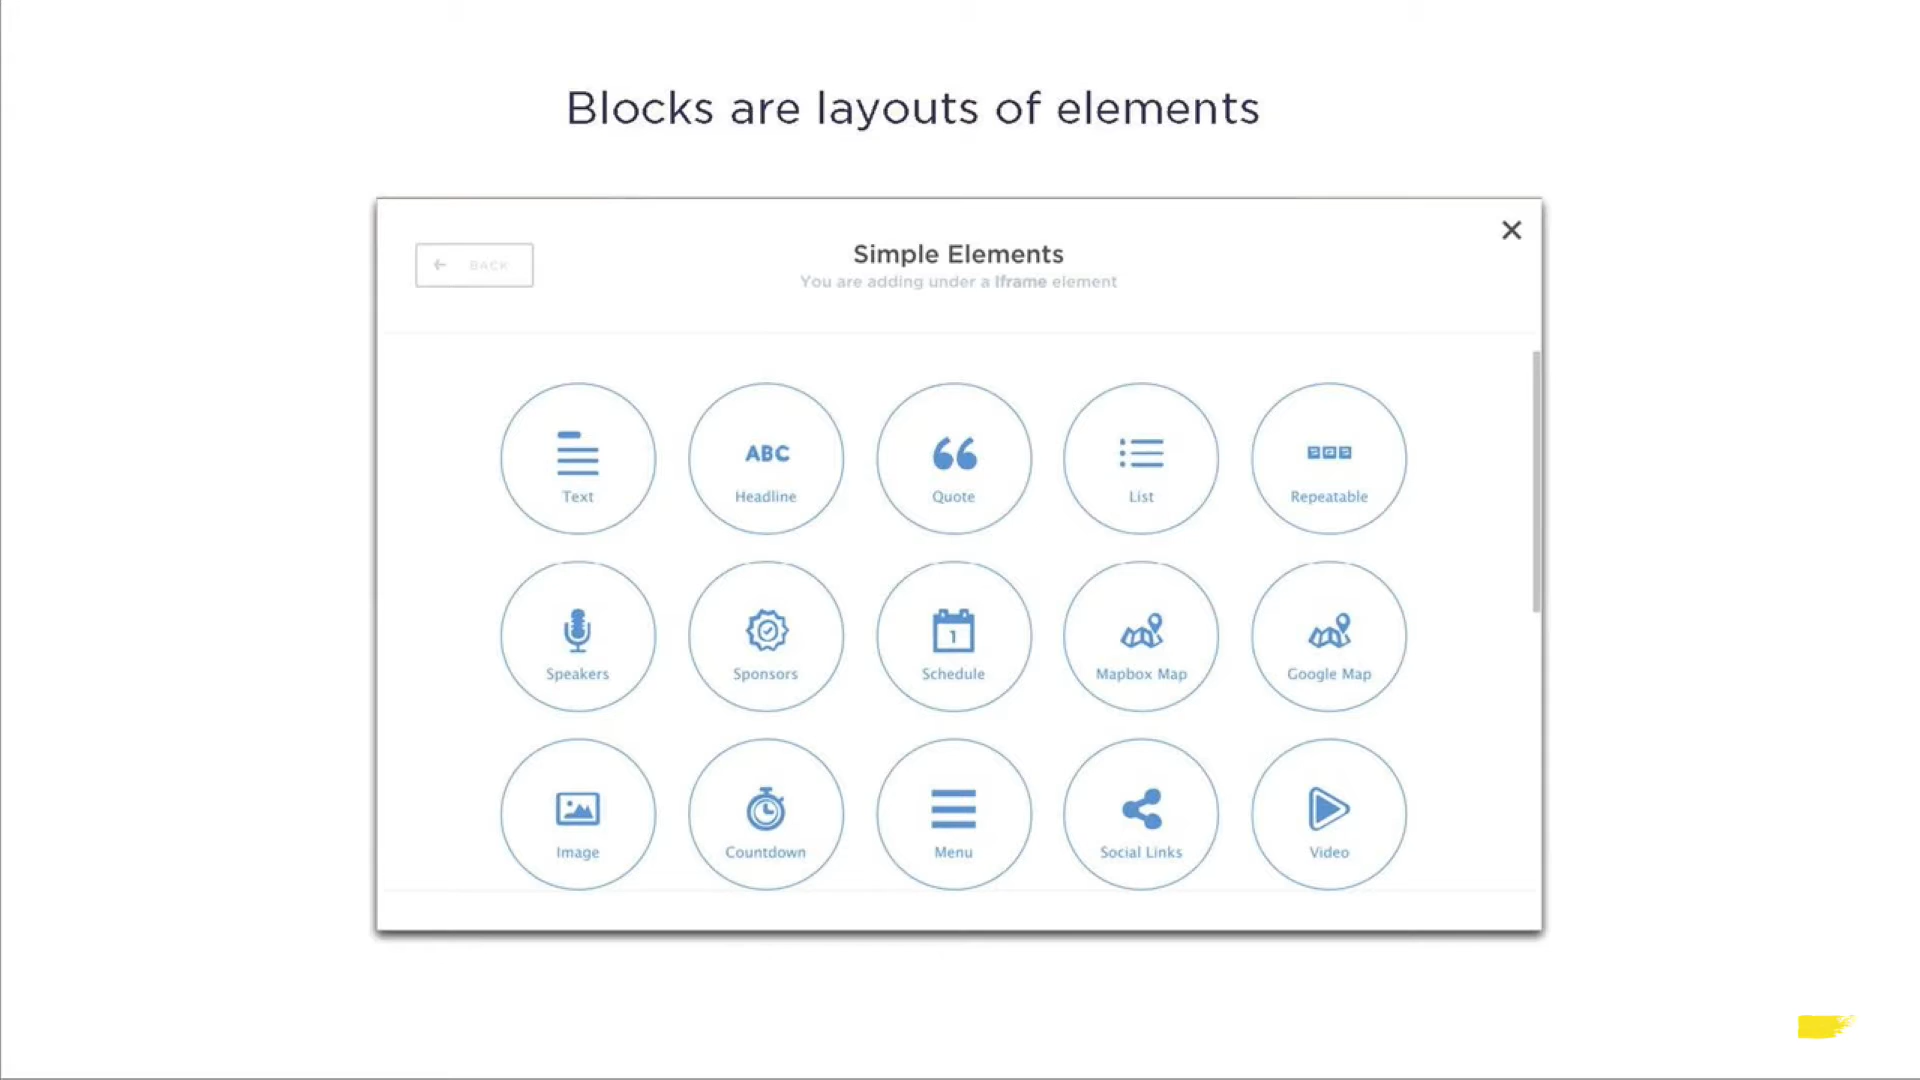 Blocks are layouts of elements
BACK
Simple Elements
You are adding under a Iframe element
Text
ABC
Headline
Quote
List
Repeatable
Speakers
Sponsors
1
Schedule
Mapbox Map
Google Map
Image
Countdown
Menu
Social Links
Video